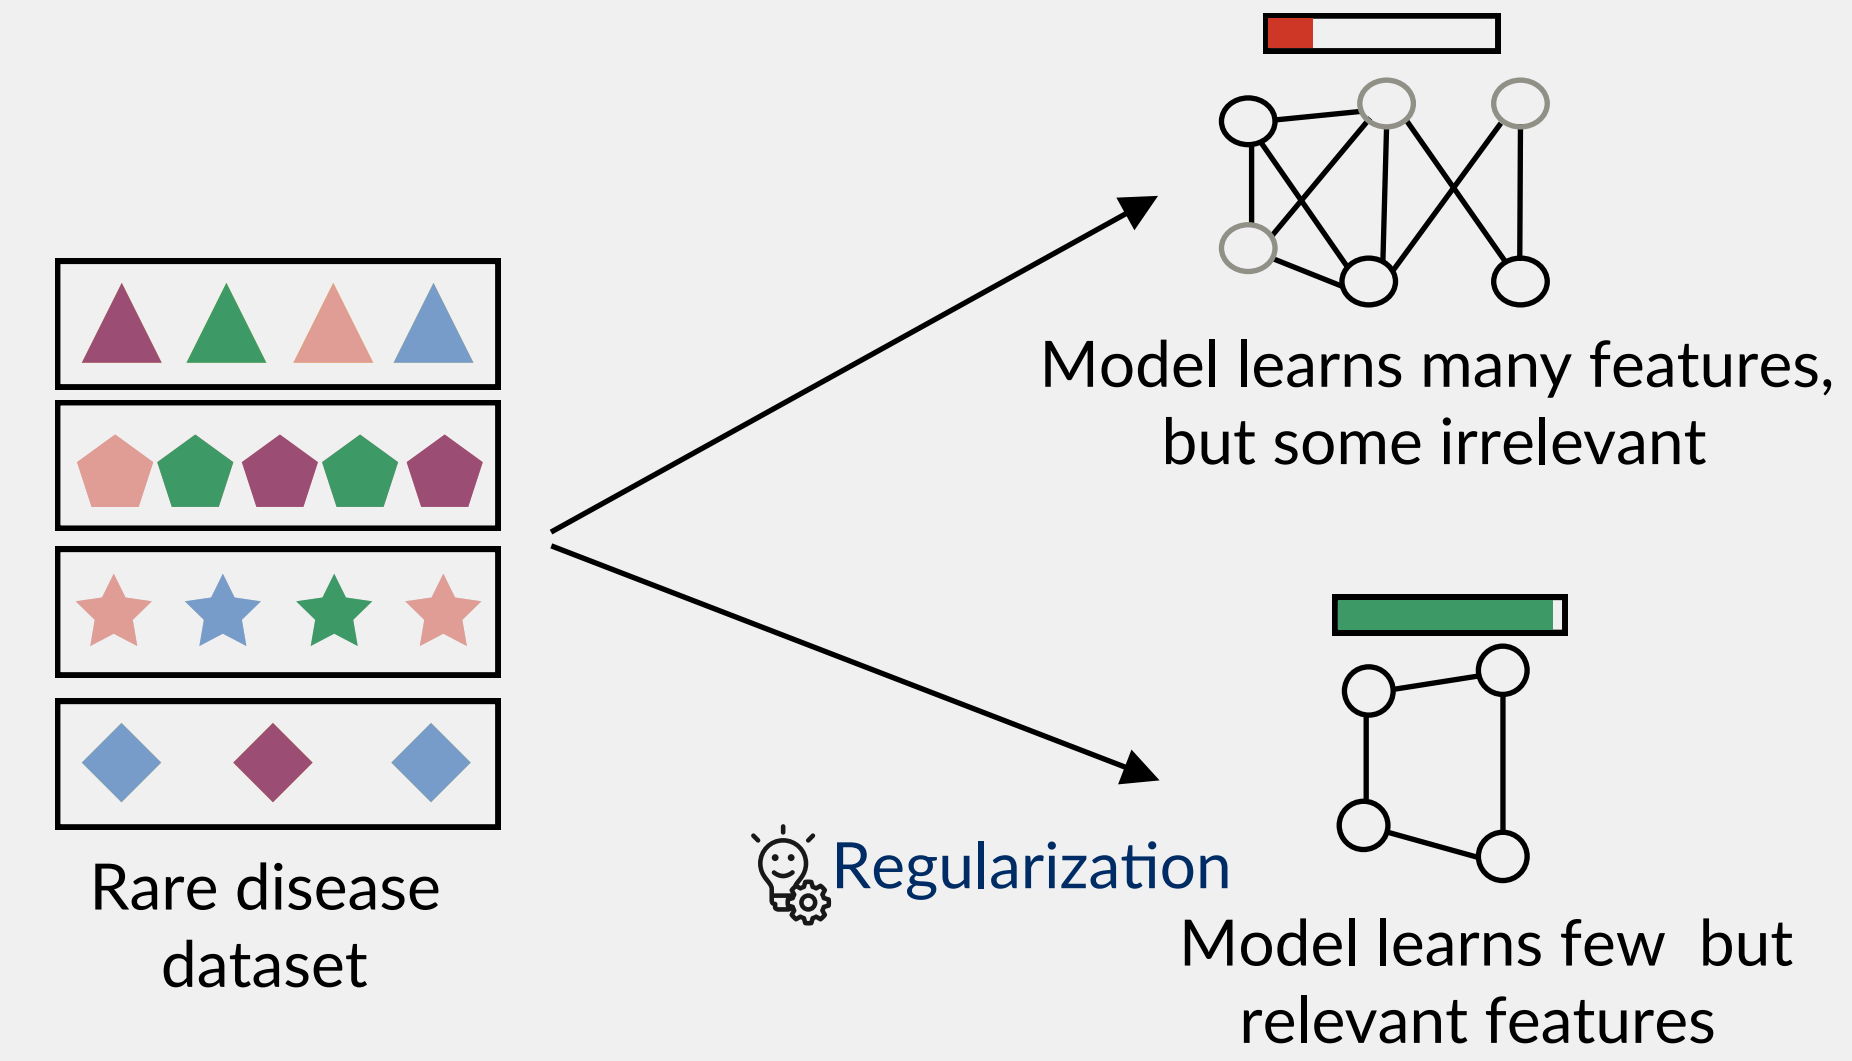 Model learns many features,
but some irrelevant
Rare disease
dataset
Regularization
Model learns few  but
relevant features